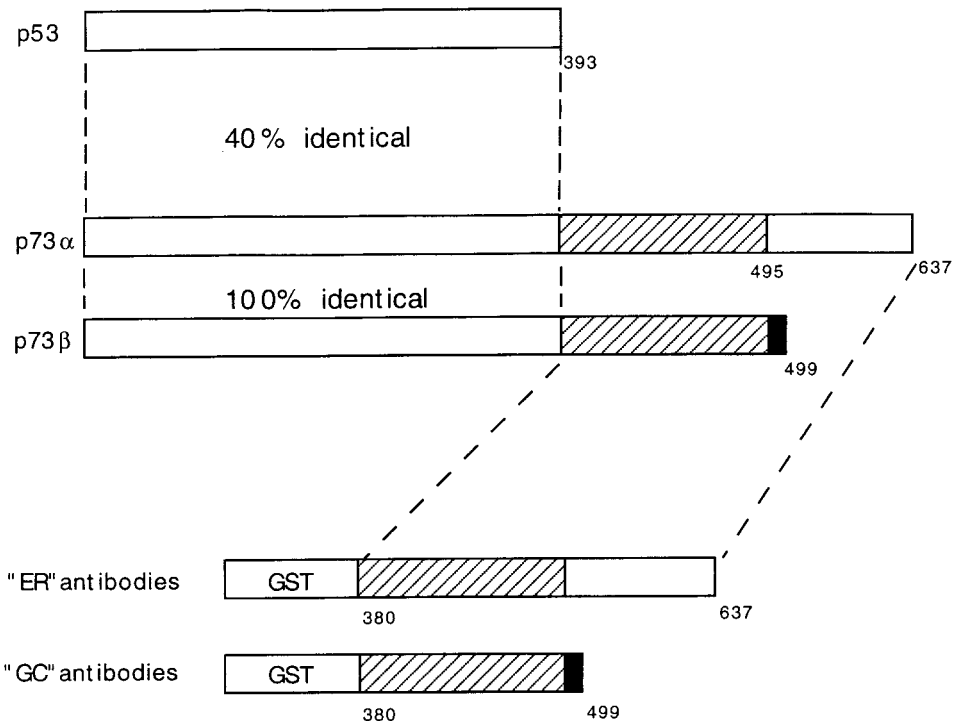 p53
393
40% identical
p73α
495
637
100% identical
p73β
499
"ER" antibodies
GST
380
637
"GC" antibodies
GST
380
499